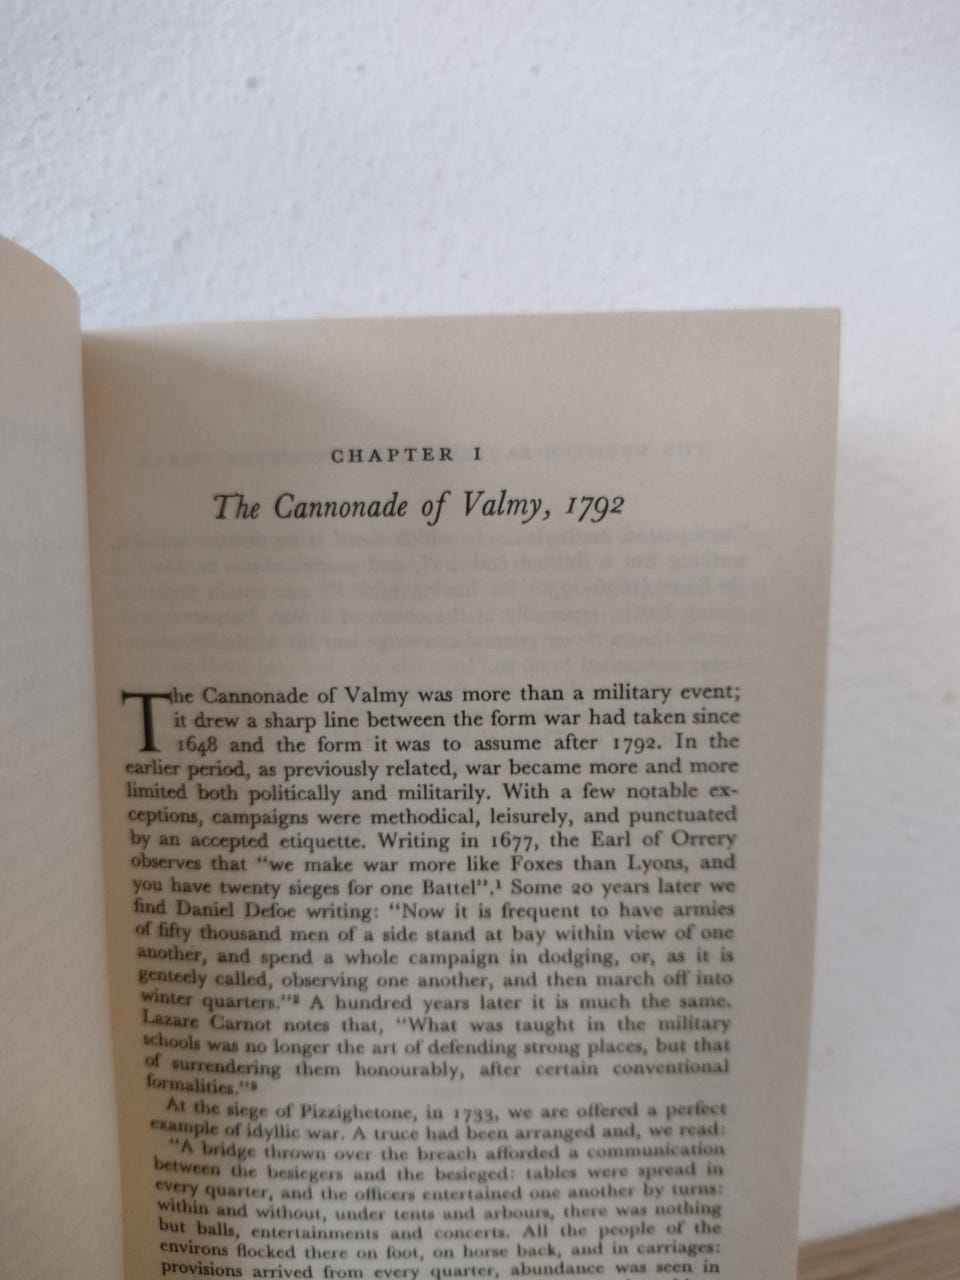 CHAPTER I
The Cannonade of Valmy, 1792
The Cannonade of Valmy was more than a military event;
it drew a sharp line between the form war had taken since
1648 and the form it was to assume after 1792. In the
earlier period, as previously related, war became more and more
limited both politically and militarily. With a few notable ex-
ceptions, campaigns were methodical, leisurely, and punctuated
by an accepted etiquette. Writing in 1677, the Earl of Orrery
observes that “we make war more like Foxes than Lyons, and
you have twenty sieges for one Battel”.¹ Some 20 years later we
find Daniel Defoe writing: “Now it is frequent to have armies
of fifty thousand men of a side stand at bay within view of one
another, and spend a whole campaign in dodging, or, as it is
genteely called, observing one another, and then march off into
winter quarters.”² A hundred years later it is much the same.
Lazare Carnot notes that, “What was taught in the military
schools was no longer the art of defending strong places, but that
of surrendering them honourably, after certain conventional
formalities.”³
At the siege of Pizzighetone, in 1733, we are offered a perfect
example of idyllic war. A truce had been arranged and, we read:
“A bridge thrown over the breach afforded a communication
between the besiegers and the besieged: tables were spread in
every quarter, and the officers entertained one another by turns:
within and without, under tents and arbours, there was nothing
but balls, entertainments and concerts. All the people of the
environs flocked there on foot, on horse back, and in carriages:
provisions arrived from every quarter, abundance was seen in